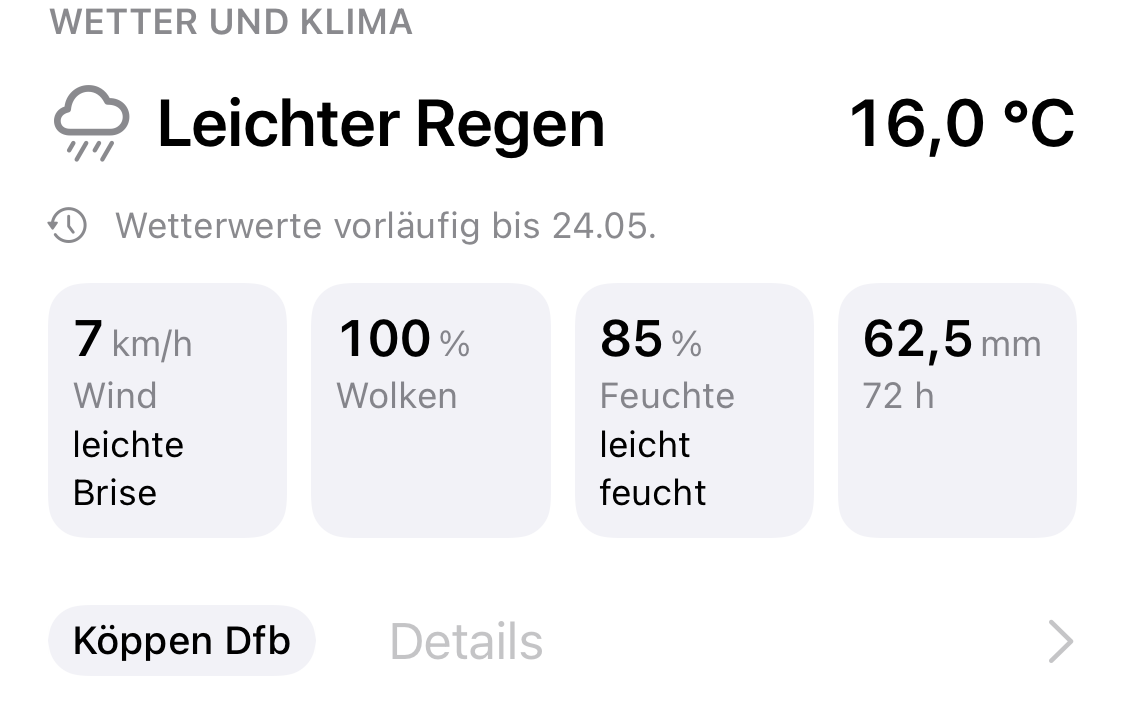 WETTER UND KLIMA
Leichter Regen 16,0 °C
Wetterwerte vorläufig bis 24.05.
7 km/h
Wind
leichte
Brise
100 %
Wolken
85 %
Feuchte
leicht
feucht
62,5 mm
72 h
Köppen Dfb Details